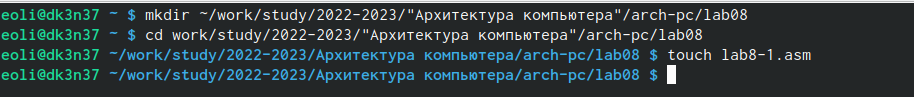 eoli@dk3n37 ~ $ mkdir ~/work/study/2022-2023/"Архитектура компьютера"/arch-pc/lab08
eoli@dk3n37 ~ $ cd work/study/2022-2023/"Архитектура компьютера"/arch-pc/lab08
eoli@dk3n37 ~/work/study/2022-2023/Архитектура компьютера/arch-pc/lab08 $ touch lab8-1.asm
eoli@dk3n37 ~/work/study/2022-2023/Архитектура компьютера/arch-pc/lab08 $